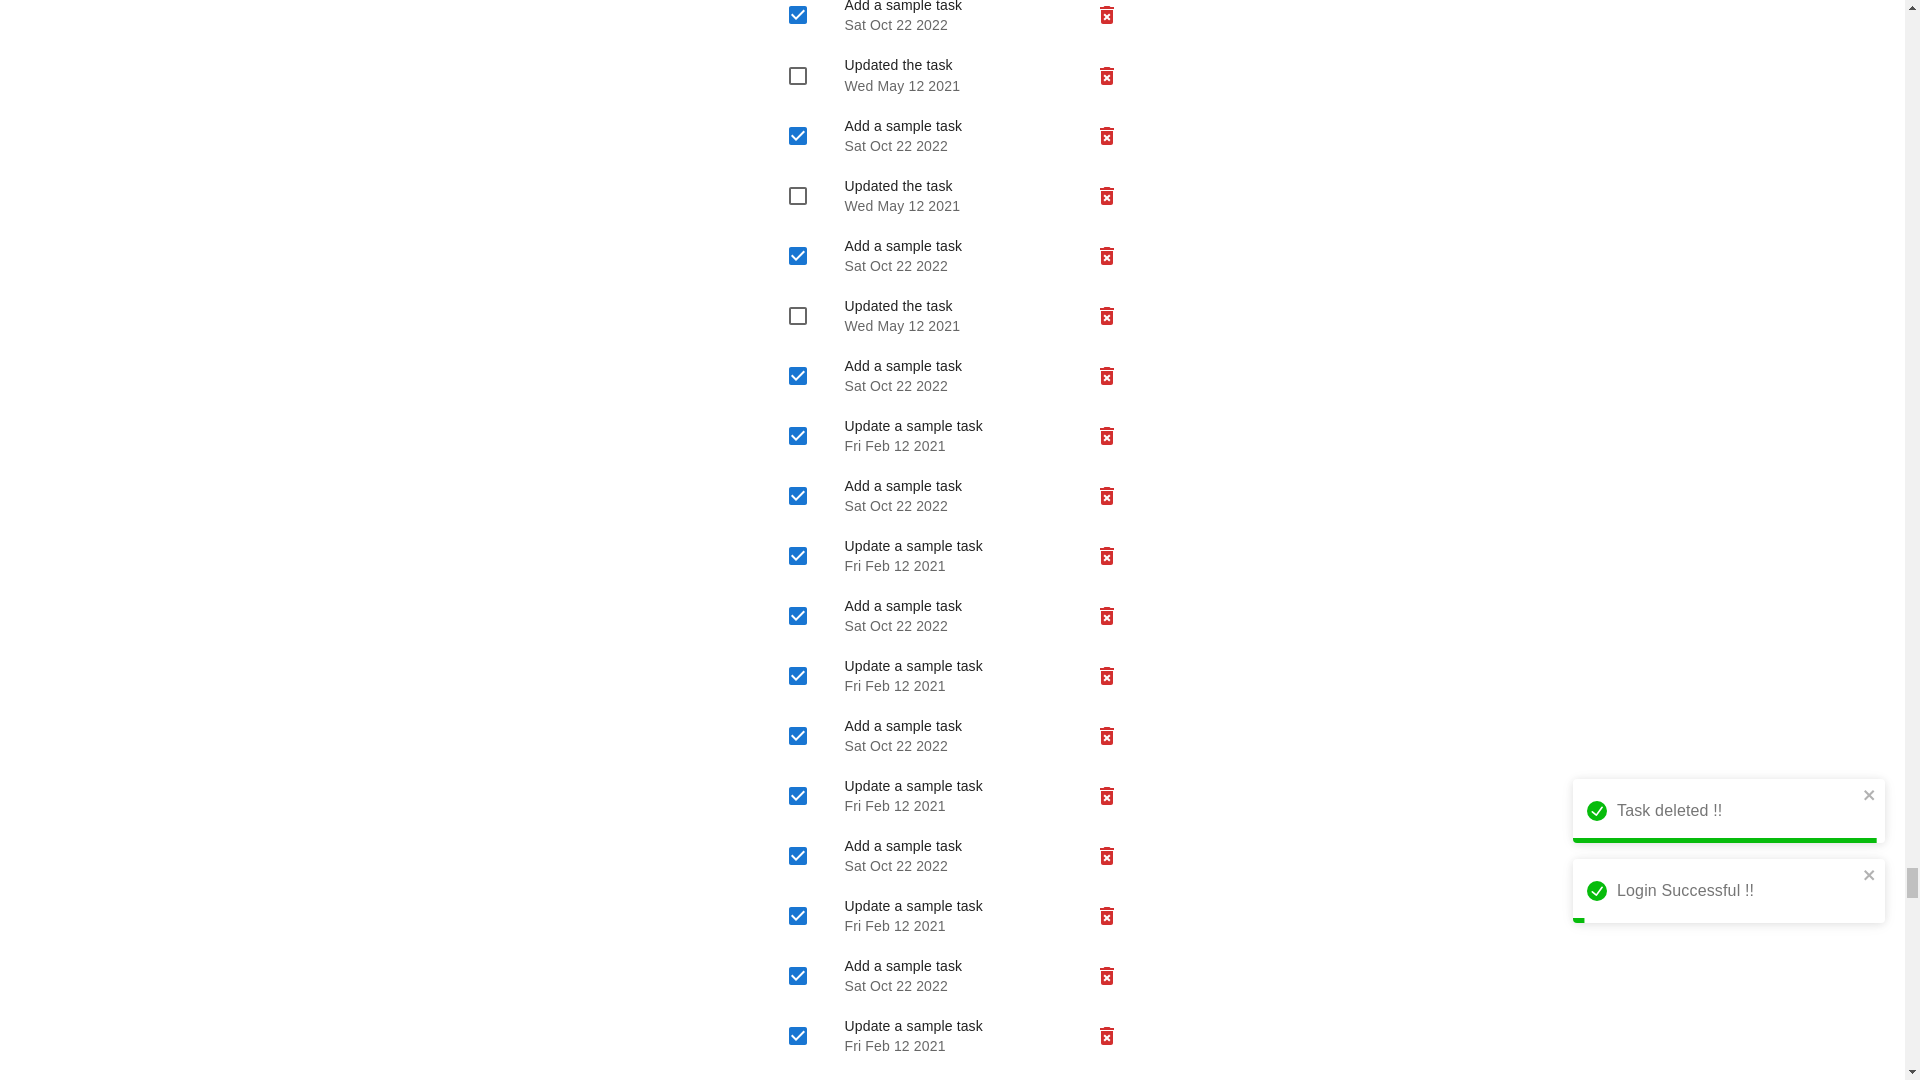 Add a sample task
Sat Oct 22 2022
Updated the task
Wed May 12 2021
Add a sample task
Sat Oct 22 2022
Updated the task
Wed May 12 2021
Add a sample task
Sat Oct 22 2022
Updated the task
Wed May 12 2021
Add a sample task
Sat Oct 22 2022
Update a sample task
Fri Feb 12 2021
Add a sample task
Sat Oct 22 2022
Update a sample task
Fri Feb 12 2021
Add a sample task
Sat Oct 22 2022
Update a sample task
Fri Feb 12 2021
Add a sample task
Sat Oct 22 2022
Update a sample task
Fri Feb 12 2021
Add a sample task
Sat Oct 22 2022
Update a sample task
Fri Feb 12 2021
Add a sample task
Sat Oct 22 2022
Update a sample task
Fri Feb 12 2021
Task deleted !!
Login Successful !!